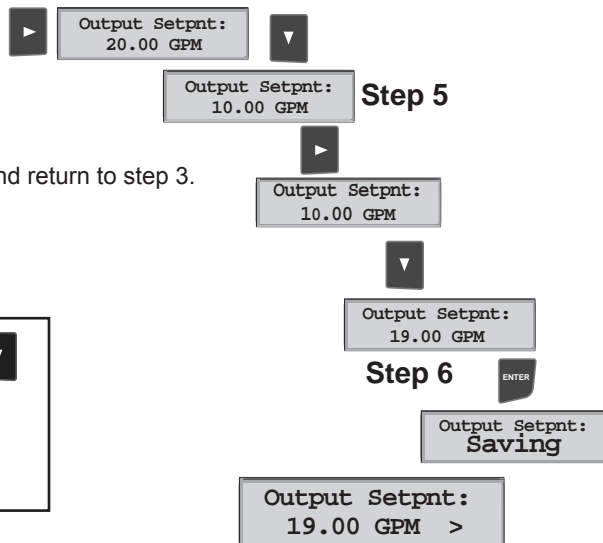 Output Setpnt:
20.00 GPM
Output Setpnt:
10.00 GPM
Step 5
nd return to step 3.
Output Setpnt:
10.00 GPM
Output Setpnt:
19.00 GPM
Step 6
ENTER
Output Setpnt:
Saving
Output Setpnt:
19.00 GPM >